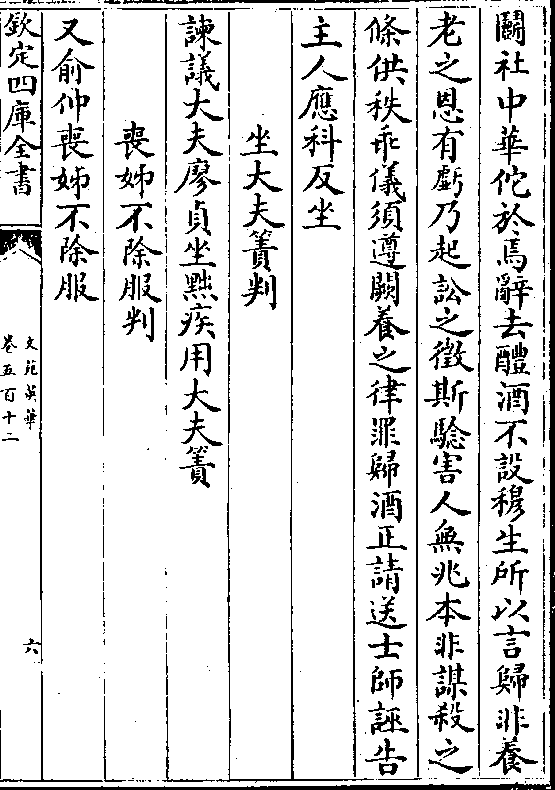 鬬社中華佗於焉辭去醴酒不設穆生所以言歸非養
老之恩有虧乃起訟之徵斯驗害人無兆本非謀殺之
條供秩乖儀須遵闕養之律罪歸酒正請送士師誣告
主人應科反坐
坐大夫簀判
諫議大夫廖貞坐㸃疾用大夫簀
喪姊不除服判
又俞仲喪姊不除服
欽定四庫全書
文苑英華
卷五百十二
六